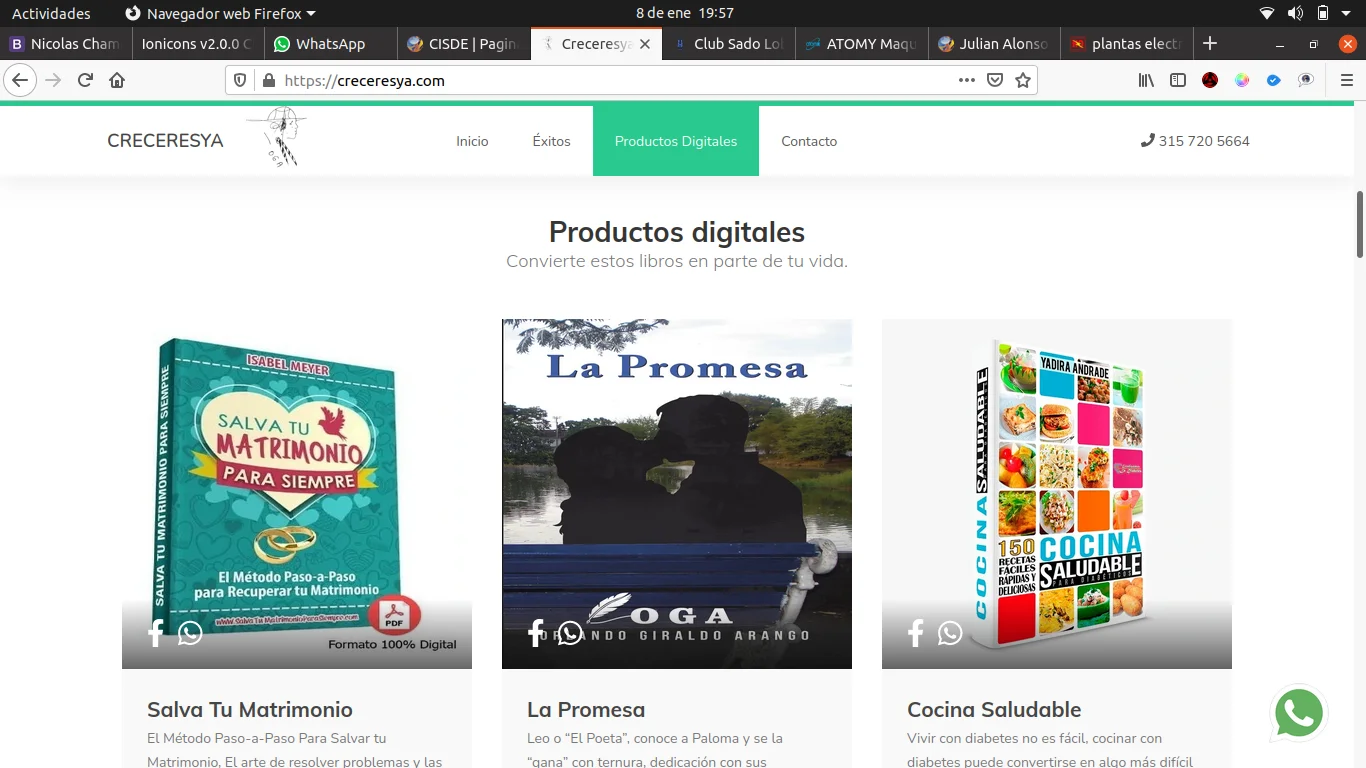 Actividades
Navegador web Firefox
8 de ene 19:57
Nicolas Cham
Ionicons v2.0.0 C
WhatsApp
CISDE | Pagin
Creceresya
Club Sado Lol
ATOMY Maqu
Julian Alonso
plantas electr
https://creceresya.com
CRECERESYA
OGA
Inicio
Éxitos
Productos Digitales
Contacto
315 720 5664
Productos digitales
Convierte estos libros en parte de tu vida.
SALVA TU MATRIMONIO PARA SIEMPRE
ISABEL MEYER
SALVA TU
MATRIMONIO
PARA SIEMPRE
El Método Paso-a-Paso
para Recuperar tu Matrimonio
www.SalvaTuMatrimonioParaSiempre.com
PDF
Formato 100% Digital
La Promesa
OGA
ORLANDO GIRALDO ARANGO
COCINA SALUDABLE
YADIRA ANDRADE
150
RECETAS
FÁCILES
RÁPIDAS Y
DELICIOSAS
COCINA
SALUDABLE
PARA DIABÉTICOS
Salva Tu Matrimonio
El Método Paso-a-Paso Para Salvar tu
Matrimonio, El arte de resolver problemas y las
La Promesa
Leo o “El Poeta”, conoce a Paloma y se la
“gana” con ternura, dedicación con sus
Cocina Saludable
Vivir con diabetes no es fácil, cocinar con
diabetes puede convertirse en algo más difícil